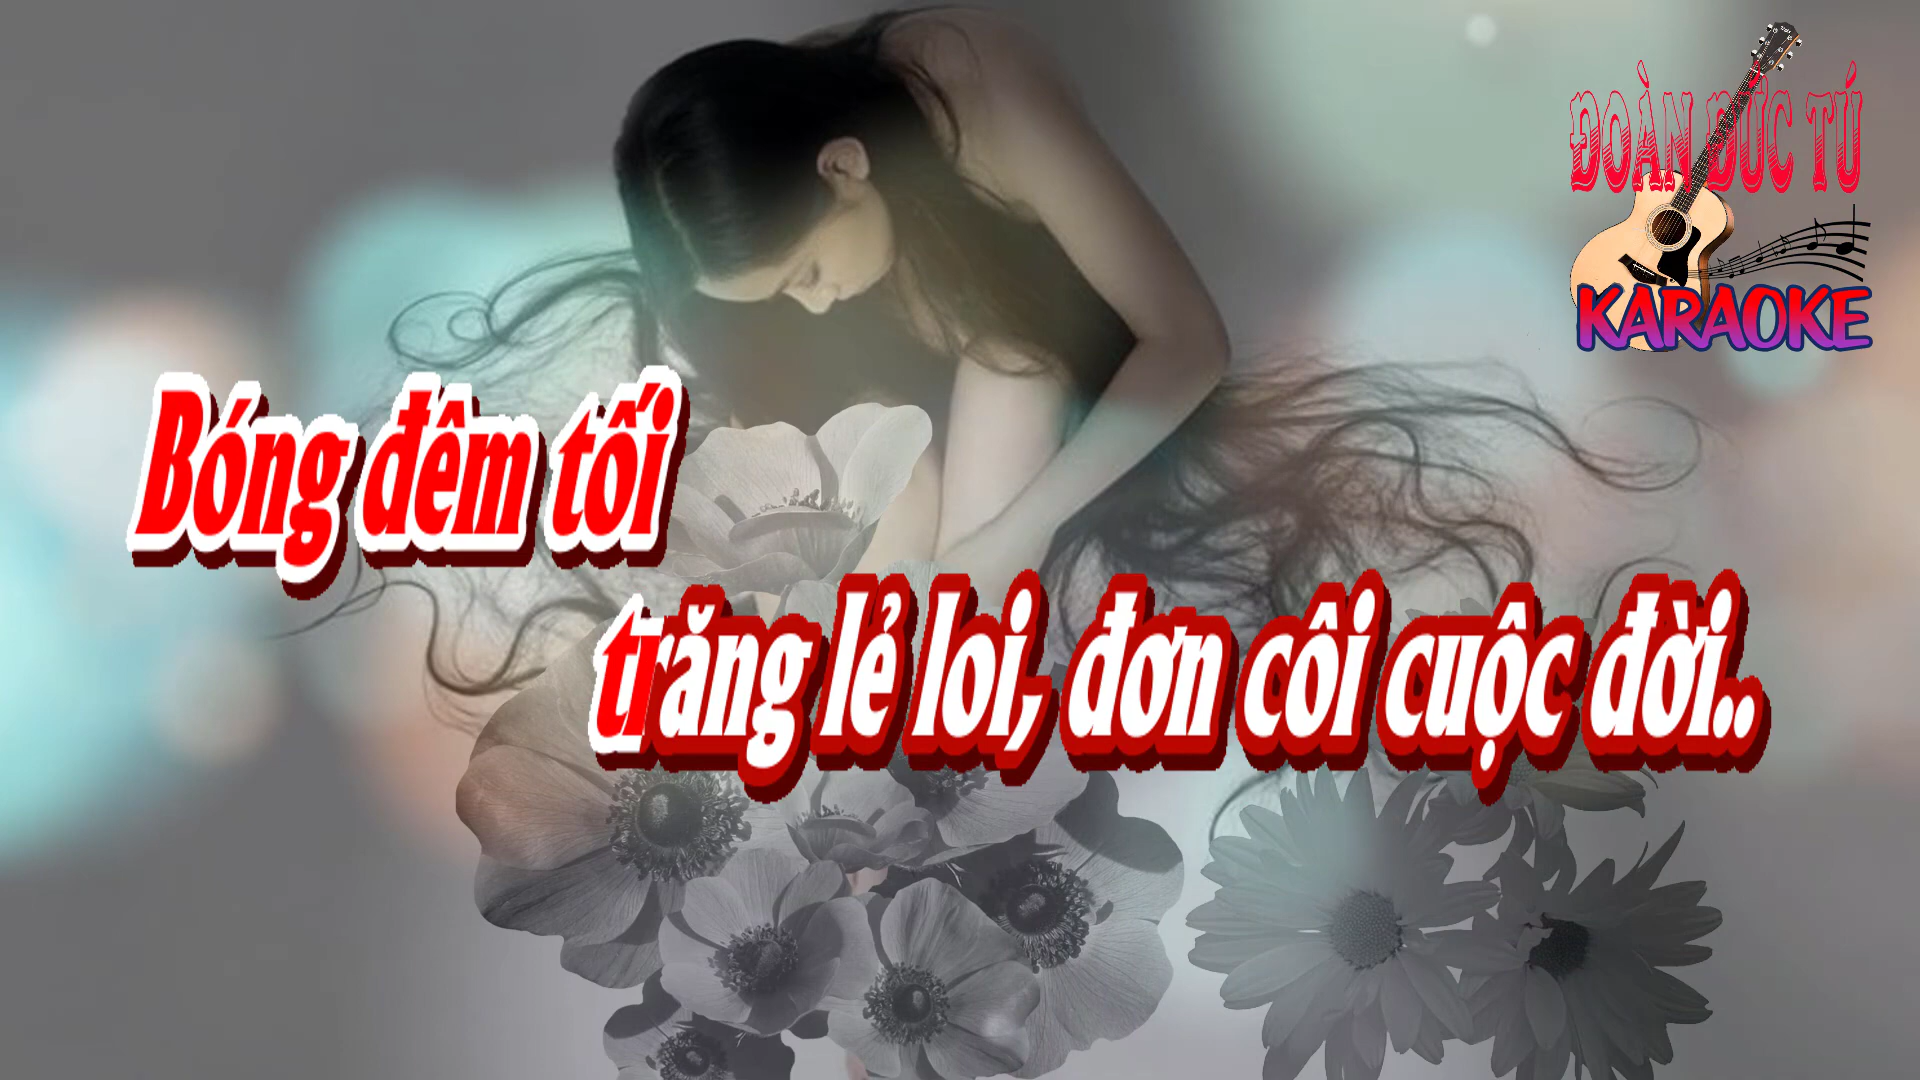 ĐOÀN ĐỨC TÚ
KARAOKE
Bóng đêm tối
trăng lẻ loi, đơn côi cuộc đời..